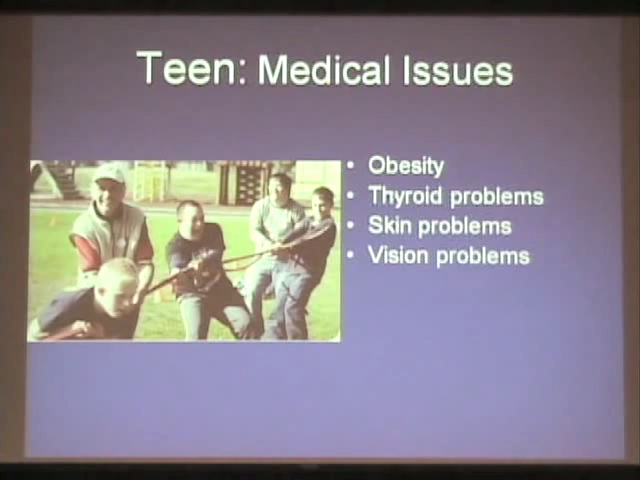 Teen: Medical Issues
• Obesity
• Thyroid problems
• Skin problems
• Vision problems